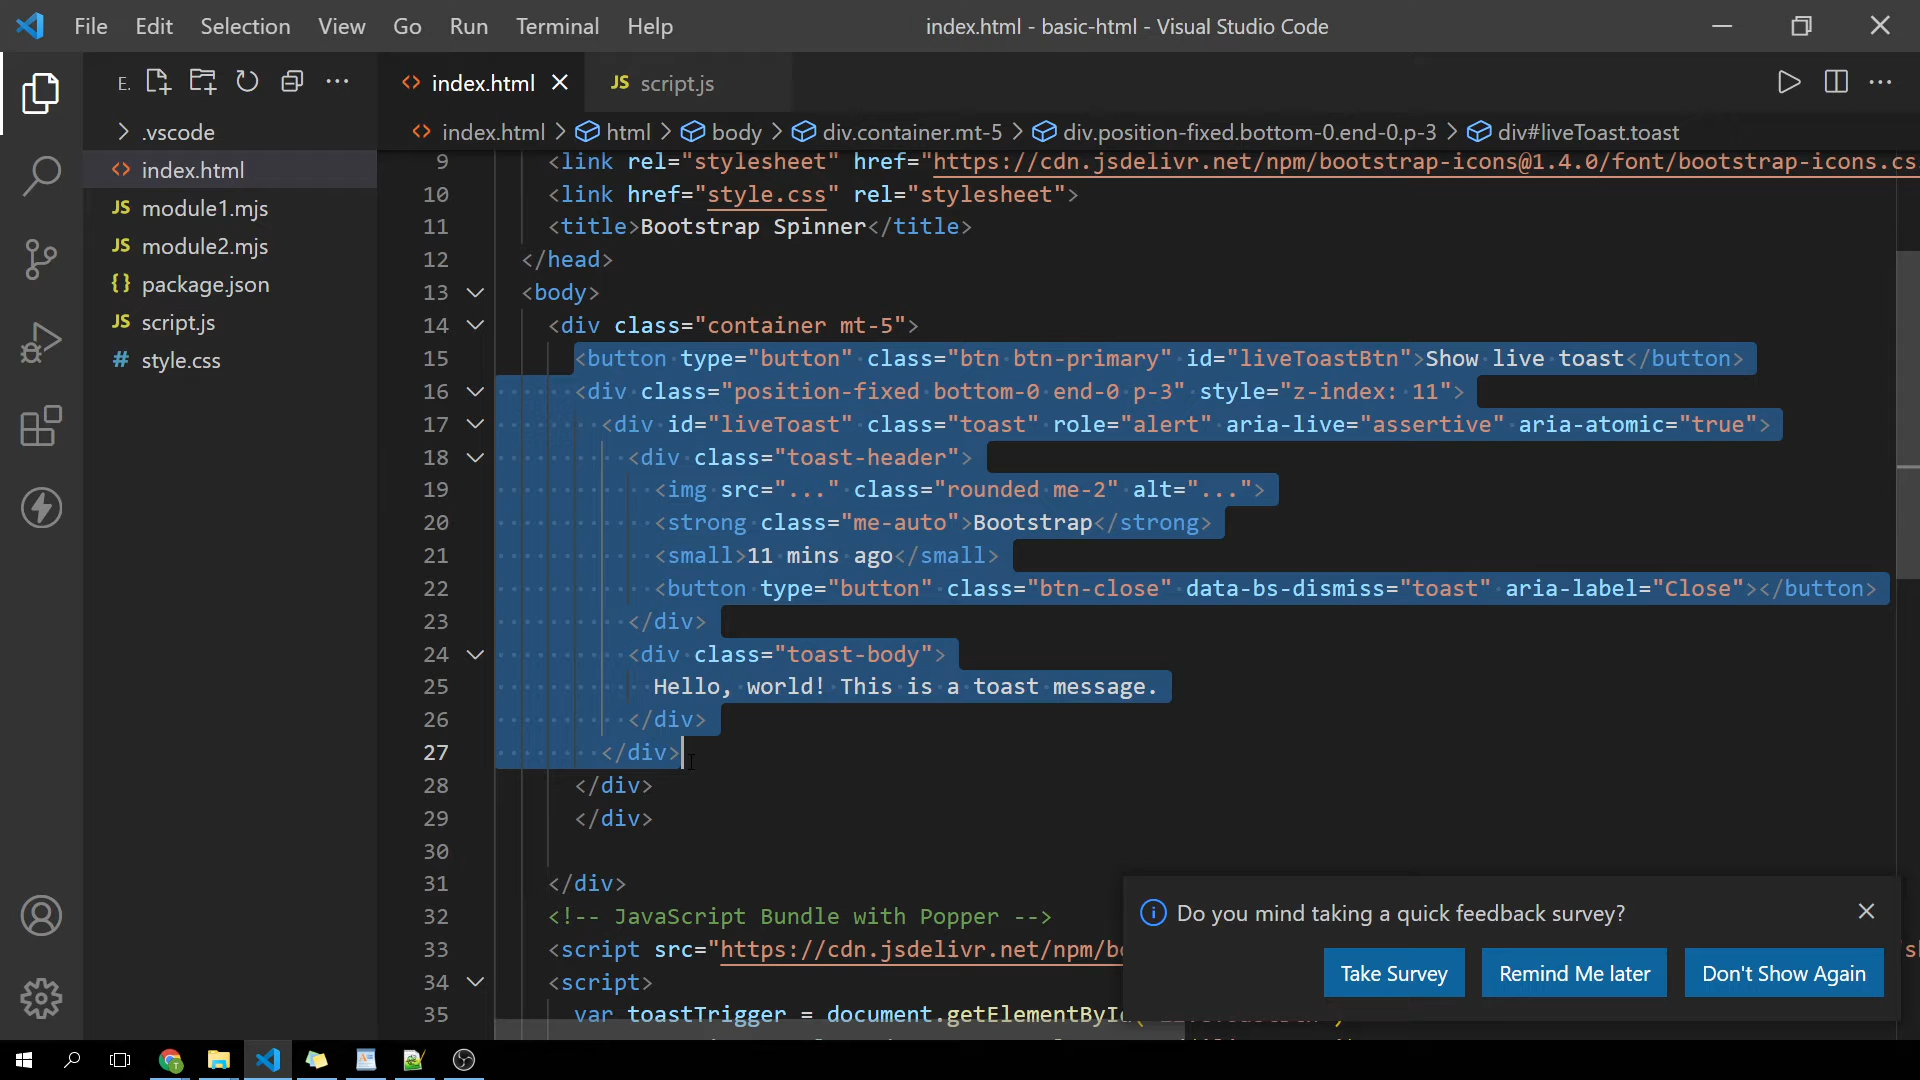 File Edit Selection View Go Run Terminal Help
index.html - basic-html - Visual Studio Code
E.
index.html
JS script.js
.vscode
index.html
JS module1.mjs
JS module2.mjs
{} package.json
JS script.js
# style.css
index.html > html > body > div.container.mt-5 > div.position-fixed.bottom-0.end-0.p-3 > div#liveToast.toast
9 <link rel="stylesheet" href="https://cdn.jsdelivr.net/npm/bootstrap-icons@1.4.0/font/bootstrap-icons.cs
10 <link href="style.css" rel="stylesheet">
11 <title>Bootstrap Spinner</title>
12 </head>
13 <body>
14 <div class="container mt-5">
15 <button type="button" class="btn btn-primary" id="liveToastBtn">Show live toast</button>
16 <div class="position-fixed bottom-0 end-0 p-3" style="z-index: 11">
17 <div id="liveToast" class="toast" role="alert" aria-live="assertive" aria-atomic="true">
18 <div class="toast-header">
19 <img src="..." class="rounded me-2" alt="...">
20 <strong class="me-auto">Bootstrap</strong>
21 <small>11 mins ago</small>
22 <button type="button" class="btn-close" data-bs-dismiss="toast" aria-label="Close"></button>
23 </div>
24 <div class="toast-body">
25 Hello, world! This is a toast message.
26 </div>
27 </div>
28 </div>
29 </div>
30
31 </div>
32 <!-- JavaScript Bundle with Popper -->
33 <script src="https://cdn.jsdelivr.net/npm/b
34 <script>
35 var toastTrigger = document.getElementById
Do you mind taking a quick feedback survey?
Take Survey
Remind Me later
Don't Show Again